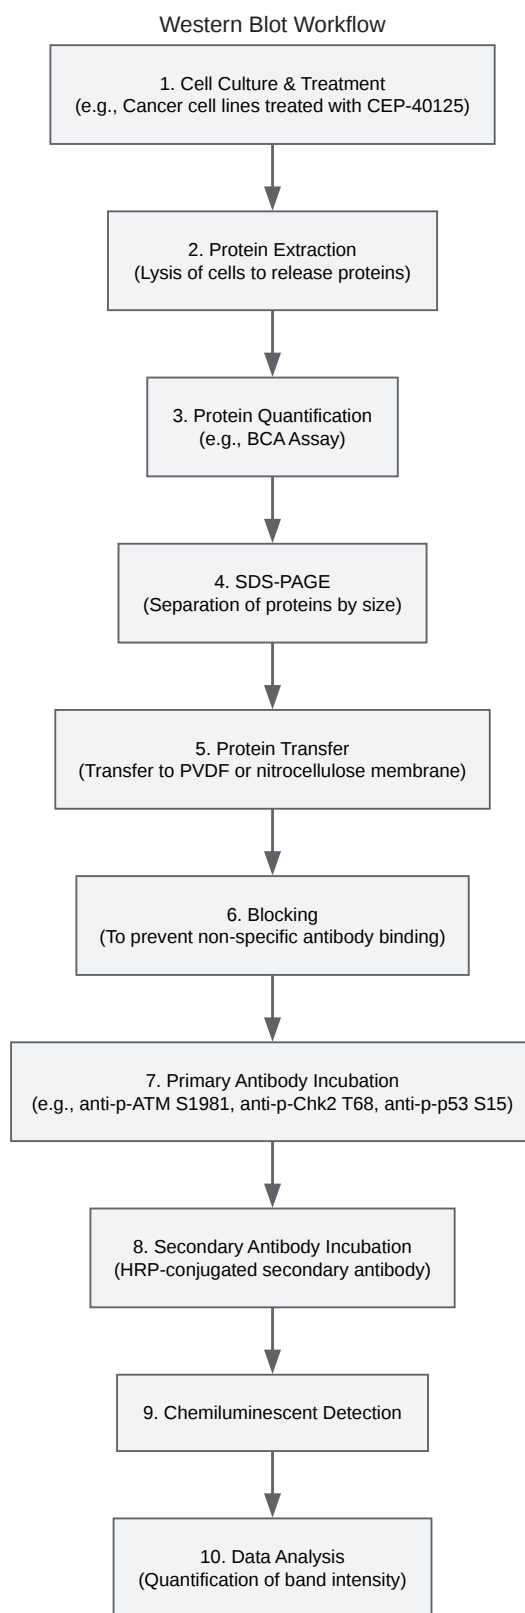 Western Blot Workflow
1. Cell Culture & Treatment
(e.g., Cancer cell lines treated with CEP-40125)
2. Protein Extraction
(Lysis of cells to release proteins)
3. Protein Quantification
(e.g., BCA Assay)
4. SDS-PAGE
(Separation of proteins by size)
5. Protein Transfer
(Transfer to PVDF or nitrocellulose membrane)
6. Blocking
(To prevent non-specific antibody binding)
7. Primary Antibody Incubation
(e.g., anti-p-ATM S1981, anti-p-Chk2 T68, anti-p-p53 S15)
8. Secondary Antibody Incubation
(HRP-conjugated secondary antibody)
9. Chemiluminescent Detection
10. Data Analysis
(Quantification of band intensity)